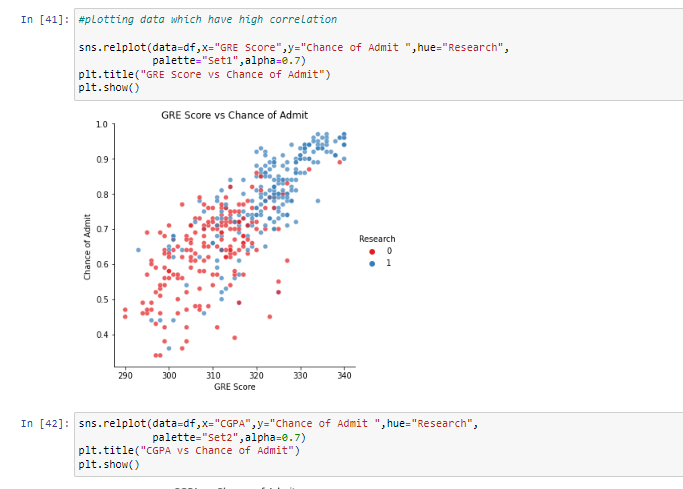 In [41]: #plotting data which have high correlation
sns.relplot(data=df,x="GRE Score",y="Chance of Admit ",hue="Research",
palette="Set1",alpha=0.7)
plt.title("GRE Score vs Chance of Admit")
plt.show()
GRE Score vs Chance of Admit
1.0
0.9
0.8
0.7
0.6
0.5
0.4
Chance of Admit
290 300 310 320 330 340
GRE Score
Research
0
1
In [42]: sns.relplot(data=df,x="CGPA",y="Chance of Admit ",hue="Research",
palette="Set2",alpha=0.7)
plt.title("CGPA vs Chance of Admit")
plt.show()